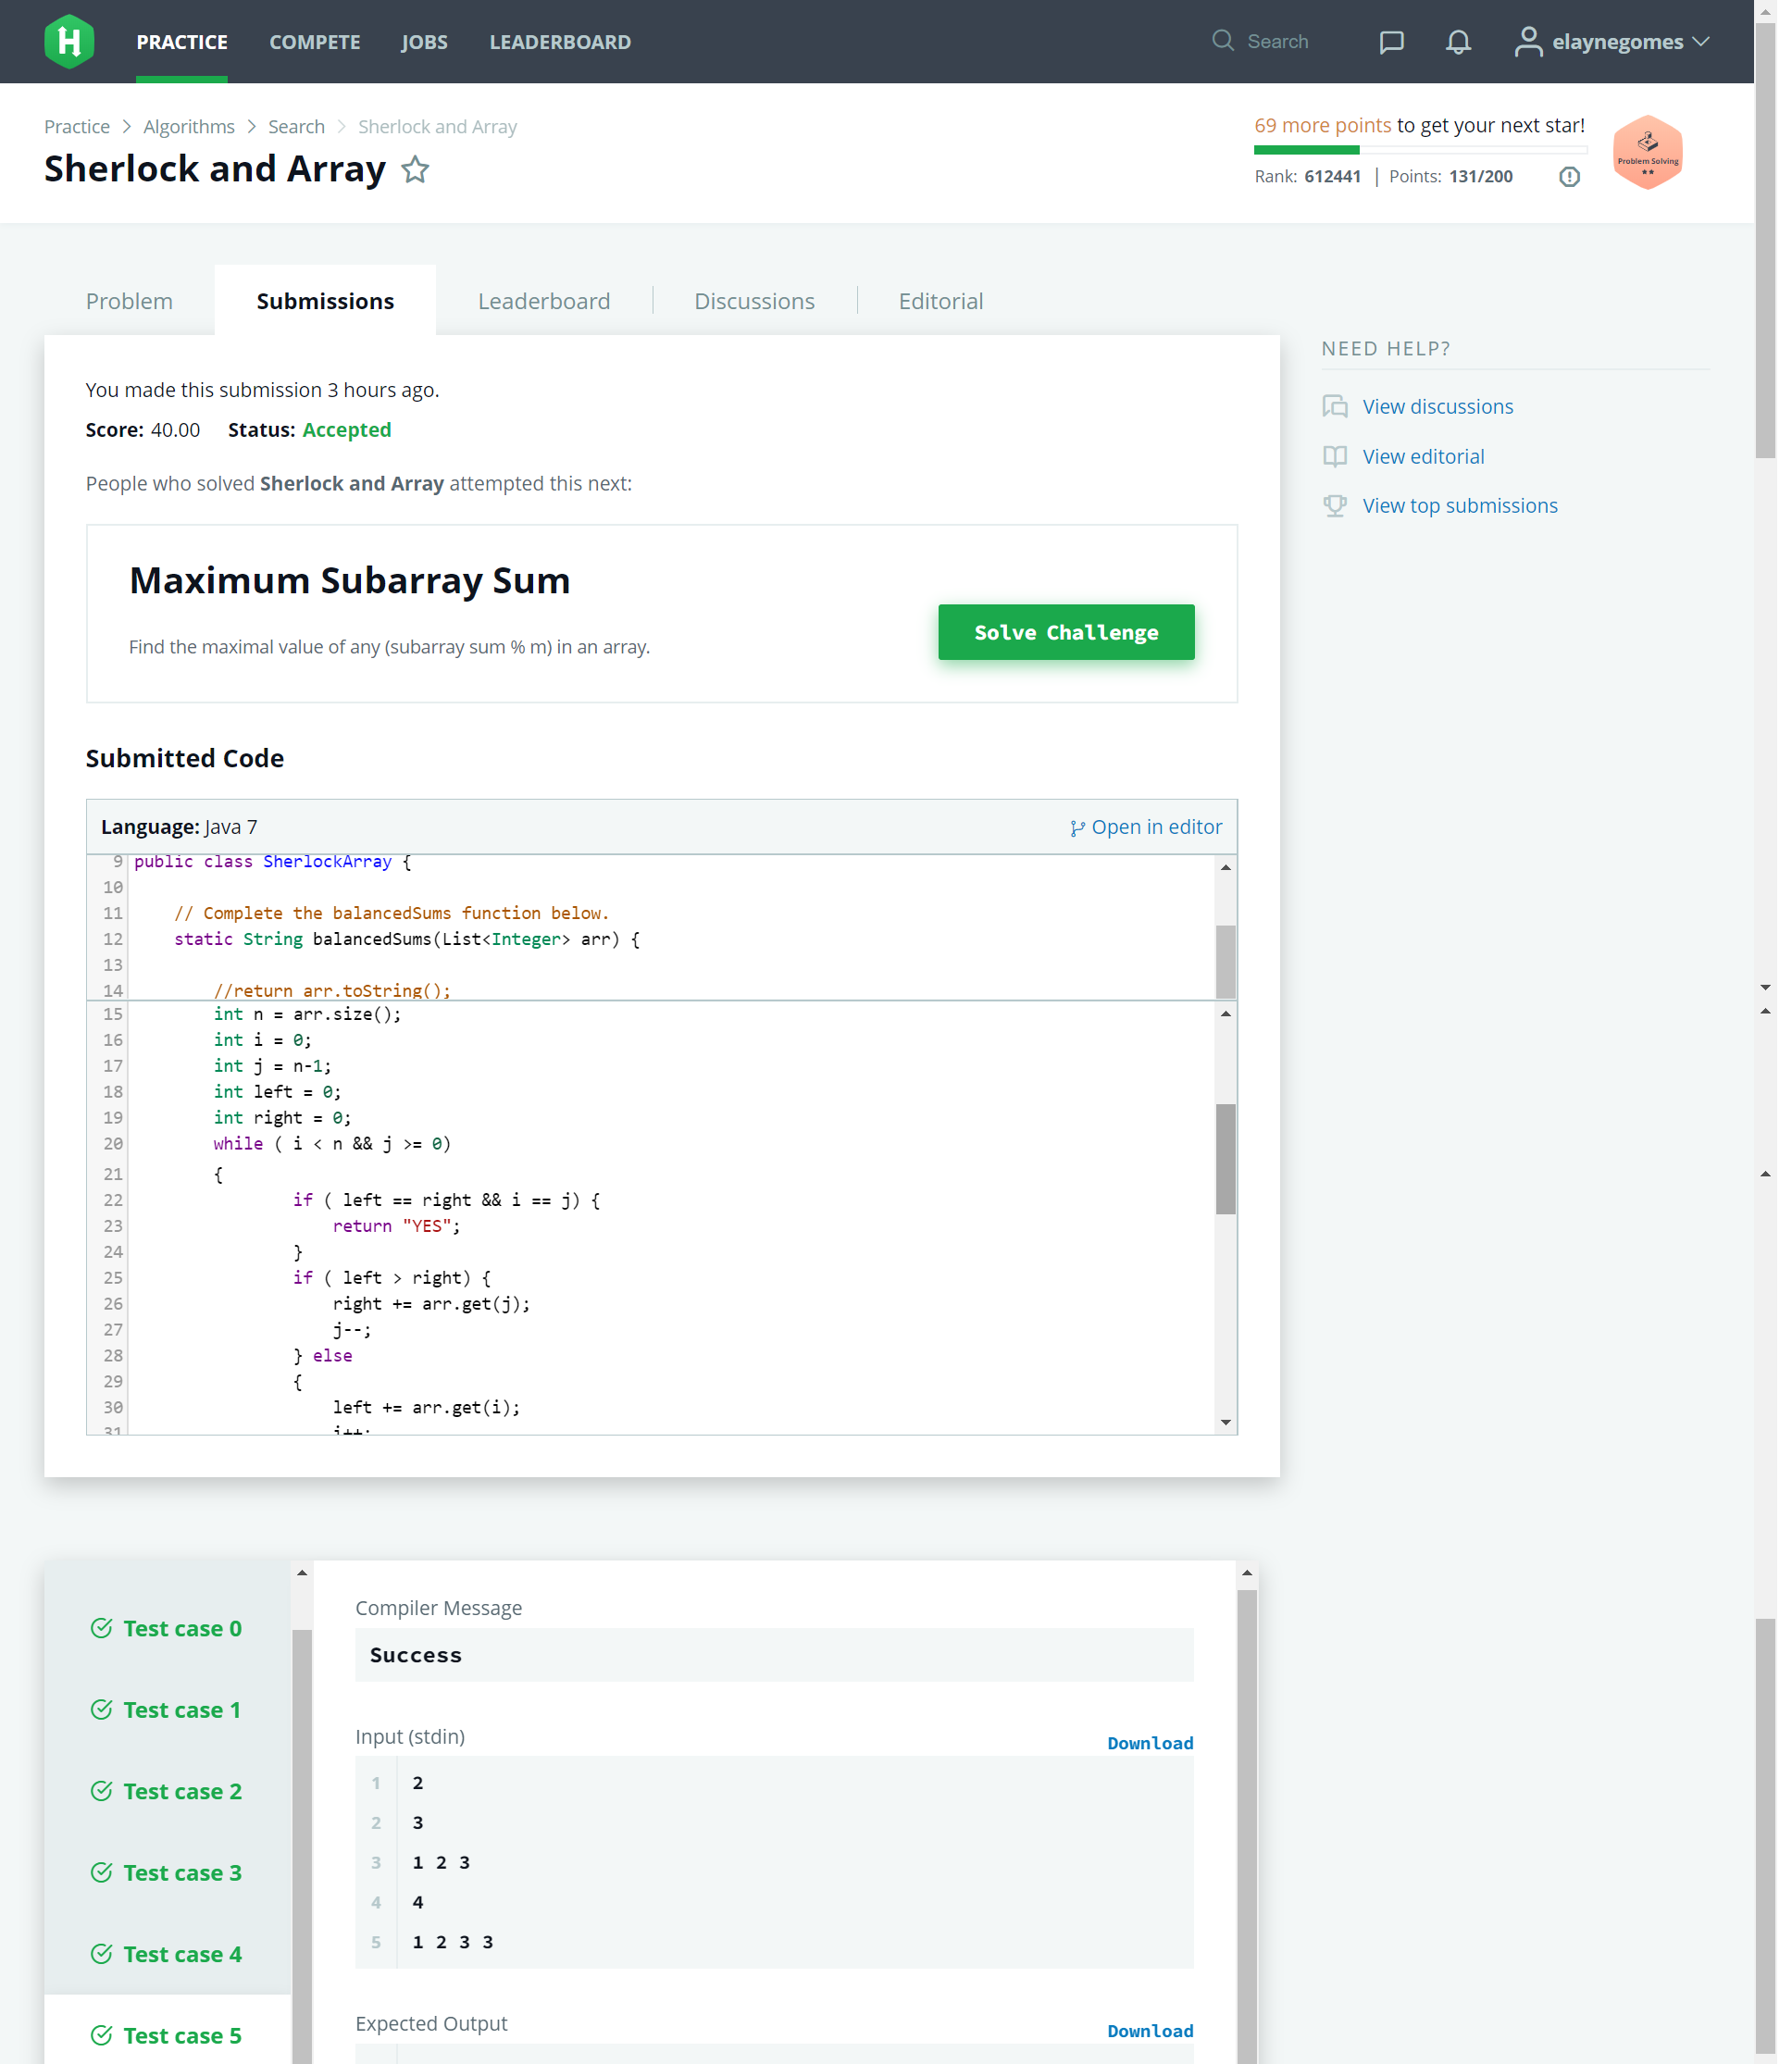 H PRACTICE COMPETE JOBS LEADERBOARD Search elaynegomes
Practice > Algorithms > Search > Sherlock and Array
69 more points to get your next star!
Sherlock and Array
Rank: 612441 | Points: 131/200
Problem Solving
Problem Submissions Leaderboard Discussions Editorial
You made this submission 3 hours ago.
Score: 40.00 Status: Accepted
People who solved Sherlock and Array attempted this next:
Maximum Subarray Sum
Find the maximal value of any (subarray sum % m) in an array.
Solve Challenge
NEED HELP?
View discussions
View editorial
View top submissions
Submitted Code
Language: Java 7 Open in editor
9 public class SherlockArray {
10
11 // Complete the balancedSums function below.
12 static String balancedSums(List<Integer> arr) {
13
14 //return arr.toString();
15 int n = arr.size();
16 int i = 0;
17 int j = n-1;
18 int left = 0;
19 int right = 0;
20 while ( i < n && j >= 0)
21 {
22 if ( left == right && i == j) {
23 return "YES";
24 }
25 if ( left > right) {
26 right += arr.get(j);
27 j--;
28 } else
29 {
30 left += arr.get(i);
31 i++;
Test case 0
Test case 1
Test case 2
Test case 3
Test case 4
Test case 5
Compiler Message
Success
Input (stdin) Download
1 2
2 3
3 1 2 3
4 4
5 1 2 3 3
Expected Output Download